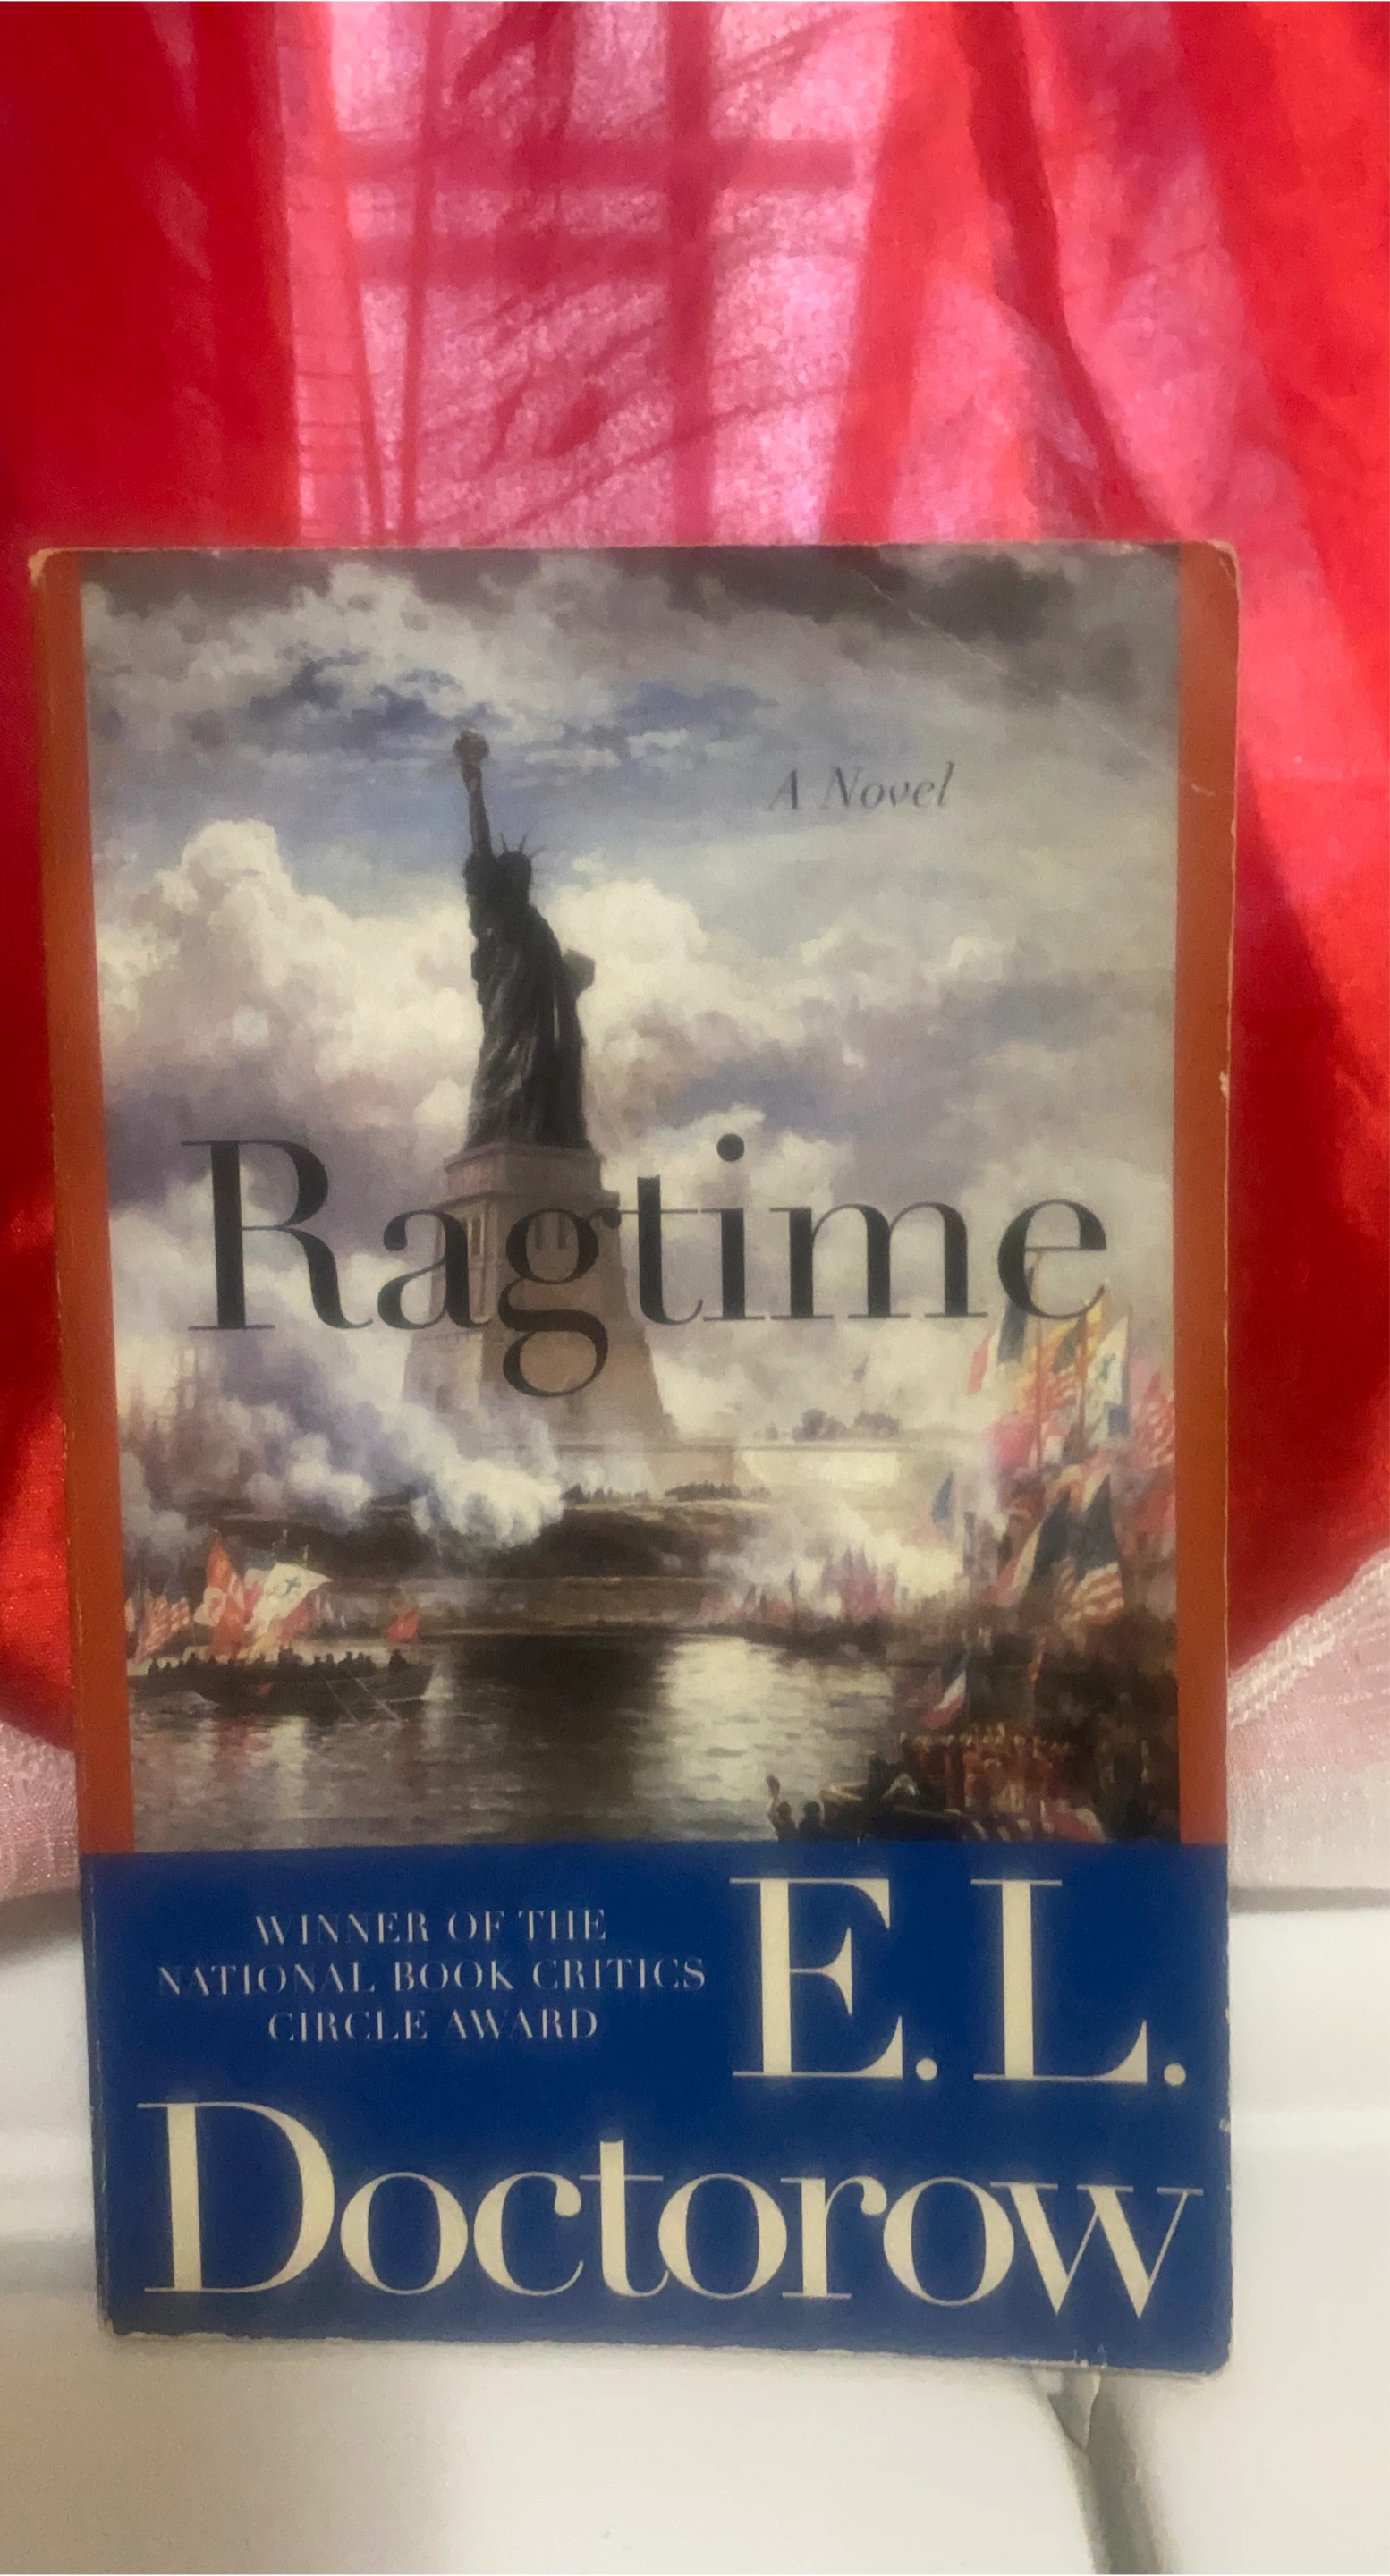 A Novel
Ragtime
WINNER OF THE
NATIONAL BOOK CRITICS
CIRCLE AWARD
E. L.
Doctorow